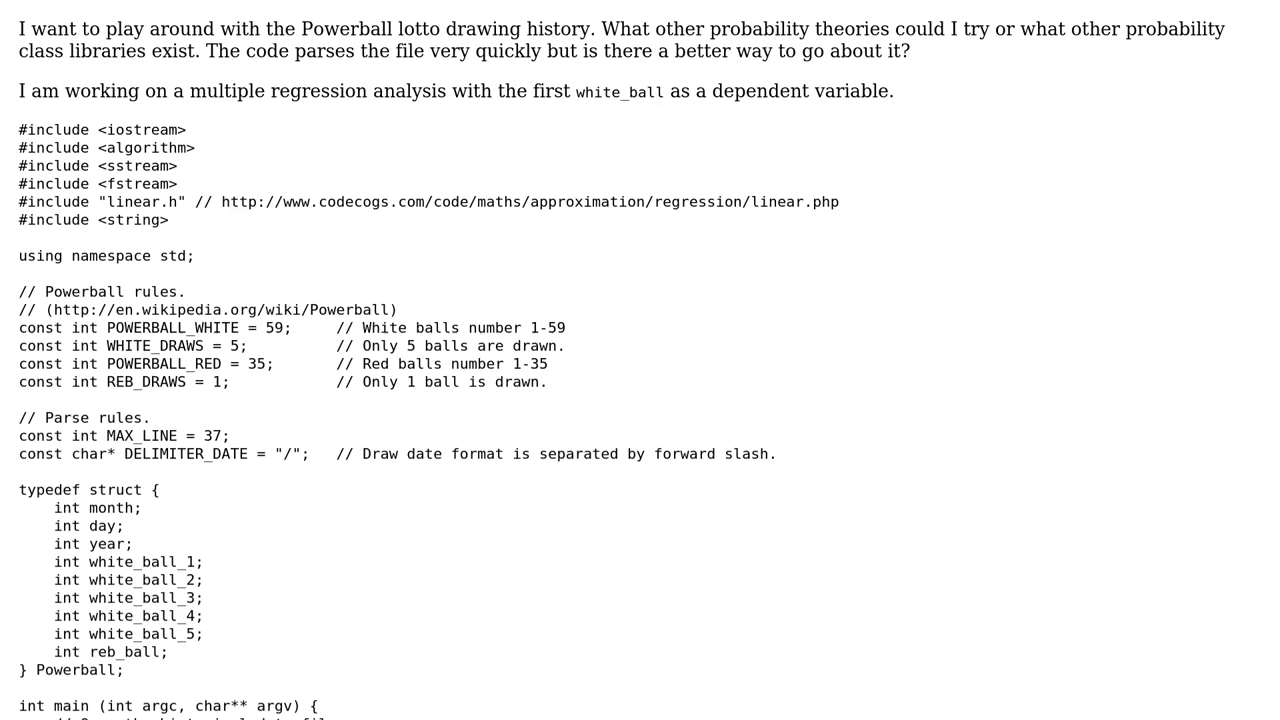 I want to play around with the Powerball lotto drawing history. What other probability theories could I try or what other probability
class libraries exist. The code parses the file very quickly but is there a better way to go about it?
I am working on a multiple regression analysis with the first white_ball as a dependent variable.
#include <iostream>
#include <algorithm>
#include <sstream>
#include <fstream>
#include "linear.h" // http://www.codecogs.com/code/maths/approximation/regression/linear.php
#include <string>
using namespace std;
// Powerball rules.
// (http://en.wikipedia.org/wiki/Powerball)
const int POWERBALL_WHITE = 59;     // White balls number 1-59
const int WHITE_DRAWS = 5;          // Only 5 balls are drawn.
const int POWERBALL_RED = 35;       // Red balls number 1-35
const int REB_DRAWS = 1;            // Only 1 ball is drawn.
// Parse rules.
const int MAX_LINE = 37;
const char* DELIMITER_DATE = "/";   // Draw date format is separated by forward slash.
typedef struct {
    int month;
    int day;
    int year;
    int white_ball_1;
    int white_ball_2;
    int white_ball_3;
    int white_ball_4;
    int white_ball_5;
    int reb_ball;
} Powerball;
int main (int argc, char** argv) {